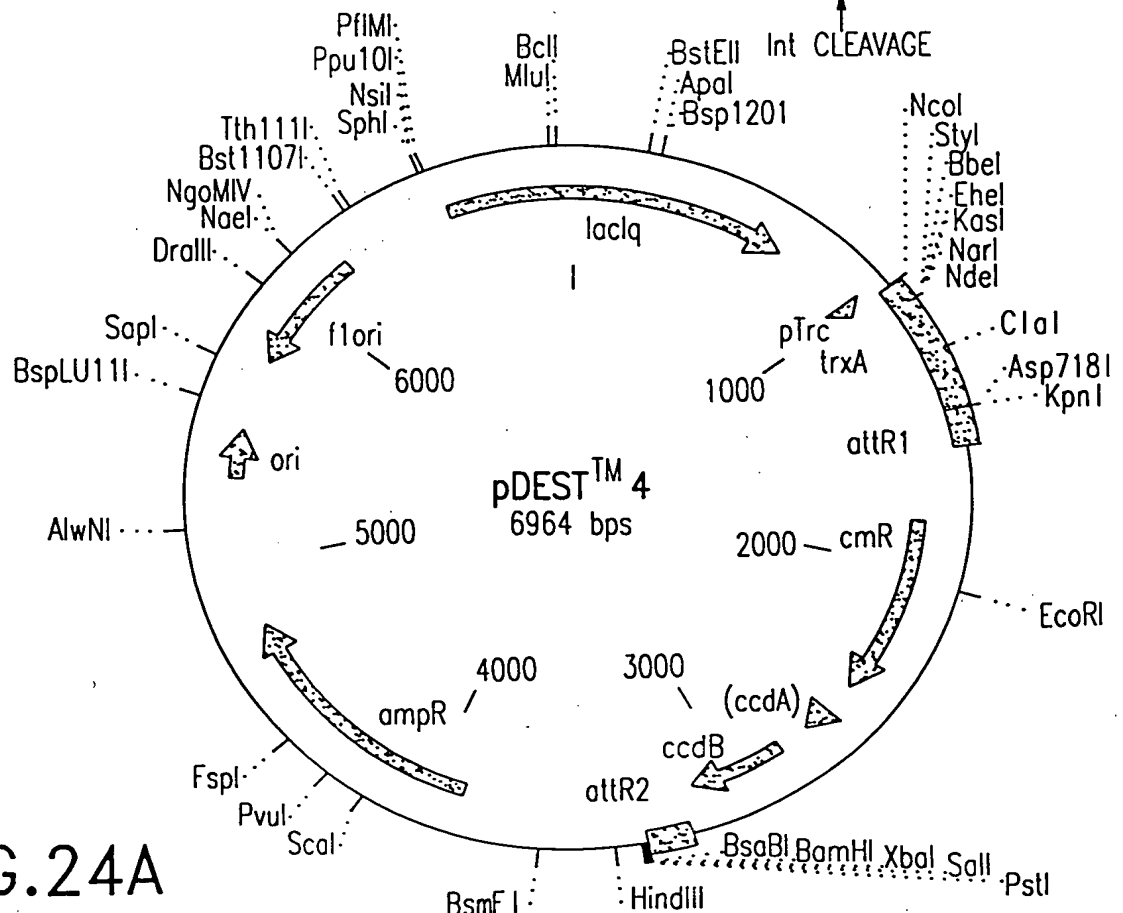 Int CLEAVAGE
PflMI
Ppu10I
NsiI
SphI
BclI
MluI
BstEII
ApaI
Bsp120I
Tth111I
Bst1107I
NgoMIV
NaeI
DraIII
SapI
BspLU11I
AlwNI
NcoI
StyI
BbeI
EheI
KasI
NarI
NdeI
ClaI
Asp718I
KpnI
lacIq
I
f1ori
6000
pTrc
trxA
1000
attR1
ori
pDEST™ 4
6964 bps
5000
2000
cmR
EcoRI
4000
3000
ampR
(ccdA)
ccdB
attR2
FspI
PvuI
ScaI
BsmFI
HindIII
BsaBI BamHI XbaI SalI
PstI
G.24A